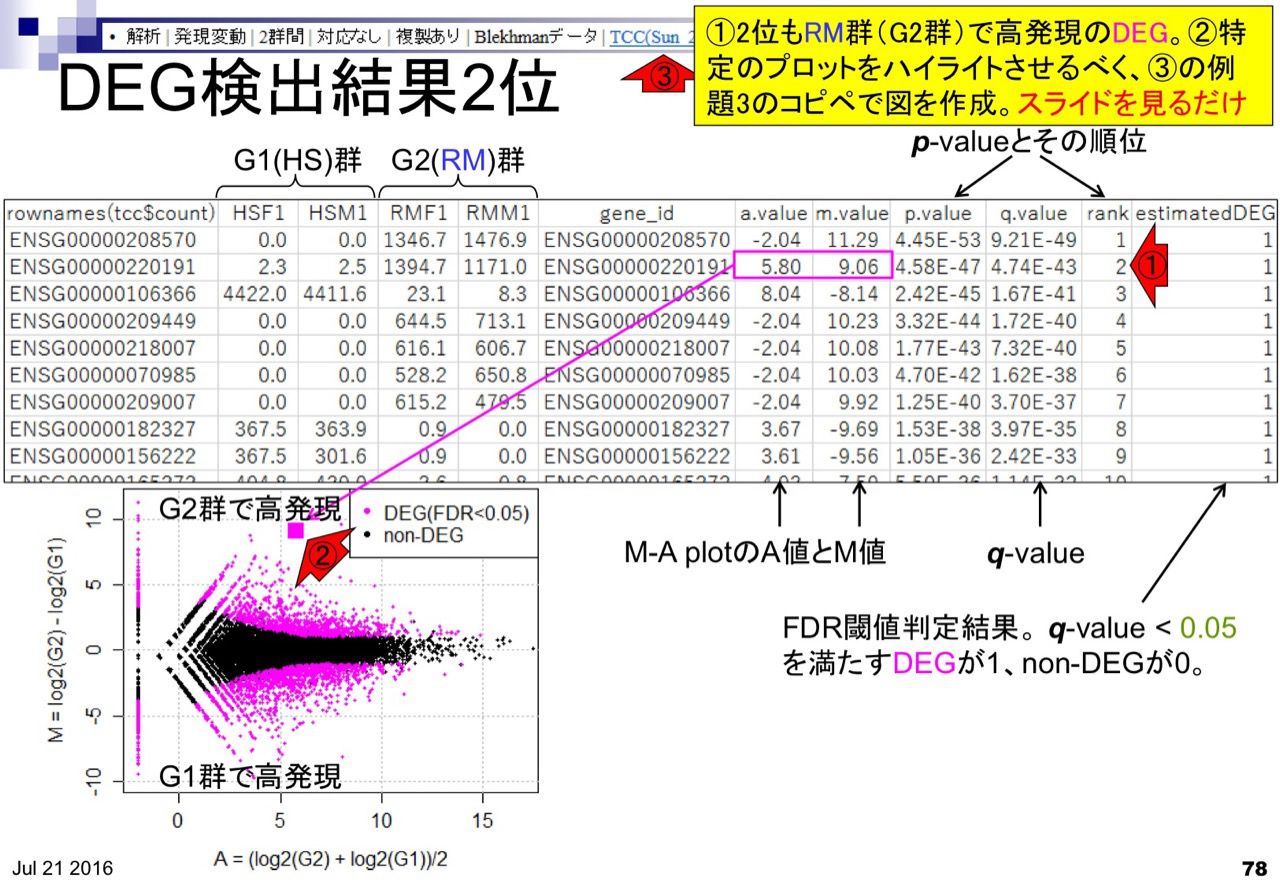 • 解析 | 発現変動 | 2群間 | 対応なし | 複製あり | Blekhmanデータ | TCC(Sun_2
①2位もRM群（G2群）で高発現のDEG。②特
定のプロットをハイライトさせるべく、③の例
題3のコピペで図を作成。スライドを見るだけ
③
DEG検出結果2位
p-valueとその順位
G1(HS)群 G2(RM)群
rownames(tcc$count) HSF1 HSM1 RMF1 RMM1 gene_id a.value m.value p.value q.value rank estimatedDEG
ENSG00000208570 0.0 0.0 1346.7 1476.9 ENSG00000208570 -2.04 11.29 4.45E-53 9.21E-49 1 1
ENSG00000220191 2.3 2.5 1394.7 1171.0 ENSG00000220191 5.80 9.06 4.58E-47 4.74E-43 2 1
①
ENSG00000106366 4422.0 4411.6 23.1 8.3 ENSG00000106366 8.04 -8.14 2.42E-45 1.67E-41 3 1
ENSG00000209449 0.0 0.0 644.5 713.1 ENSG00000209449 -2.04 10.23 3.32E-44 1.72E-40 4 1
ENSG00000218007 0.0 0.0 616.1 606.7 ENSG00000218007 -2.04 10.08 1.77E-43 7.32E-40 5 1
ENSG00000070985 0.0 0.0 528.2 650.8 ENSG00000070985 -2.04 10.03 4.70E-42 1.62E-38 6 1
ENSG00000209007 0.0 0.0 615.2 479.5 ENSG00000209007 -2.04 9.92 1.25E-40 3.70E-37 7 1
ENSG00000182327 367.5 363.9 0.9 0.0 ENSG00000182327 3.67 -9.69 1.53E-38 3.97E-35 8 1
ENSG00000156222 367.5 301.6 0.9 0.0 ENSG00000156222 3.61 -9.56 1.05E-36 2.42E-33 9 1
G2群で高発現
DEG(FDR<0.05)
non-DEG
②
G1群で高発現
M = log2(G2) - log2(G1)
10
5
0
-5
-10
0 5 10 15
A = (log2(G2) + log2(G1))/2
M-A plotのA値とM値
q-value
FDR閾値判定結果。q-value < 0.05
を満たすDEGが1、non-DEGが0。
Jul 21 2016
78